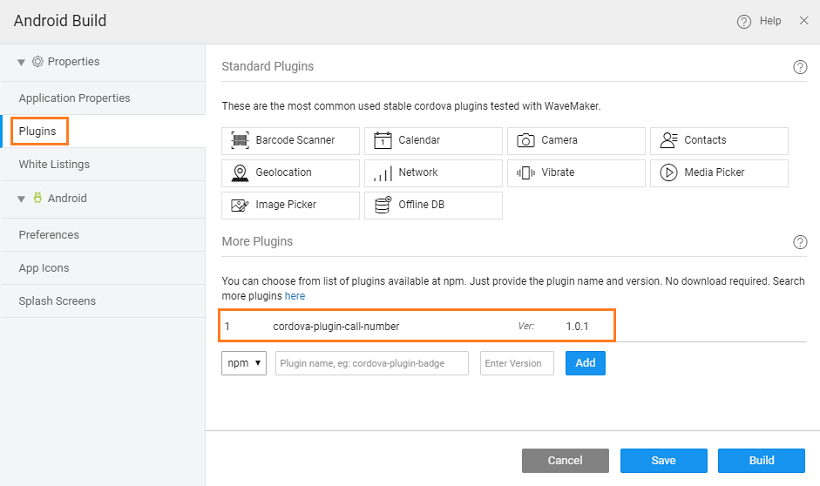 Android Build
Help
Properties
Application Properties
Plugins
White Listings
Android
Preferences
App Icons
Splash Screens
Standard Plugins
These are the most common used stable cordova plugins tested with WaveMaker.
Barcode Scanner
1 Calendar
Camera
Contacts
Geolocation
Network
Vibrate
Media Picker
Image Picker
Offline DB
More Plugins
You can choose from list of plugins available at npm. Just provide the plugin name and version. No download required. Search
more plugins here
1 cordova-plugin-call-number Ver: 1.0.1
npm Plugin name, eg: cordova-plugin-badge Enter Version Add
Cancel Save Build